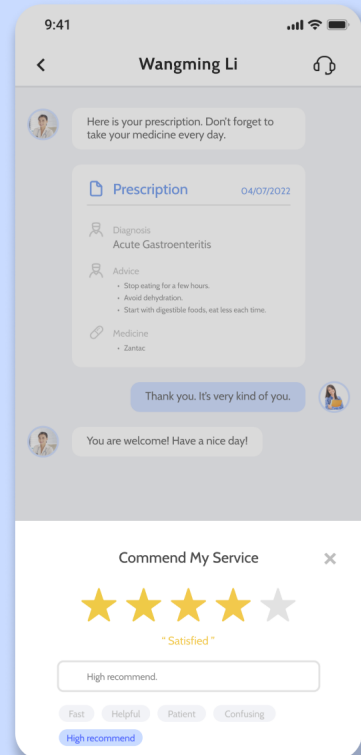 9:41
Wangming Li
Here is your prescription. Don't forget to
take your medicine every day.
Prescription
04/07/2022
Diagnosis
Acute Gastroenteritis
Advice
• Stop eating for a few hours.
• Avoid dehydration.
• Start with digestible foods, eat less each time.
Medicine
• Zantac
Thank you. It's very kind of you.
You are welcome! Have a nice day!
Commend My Service
" Satisfied "
High recommend.
Fast Helpful Patient Confusing
High recommend